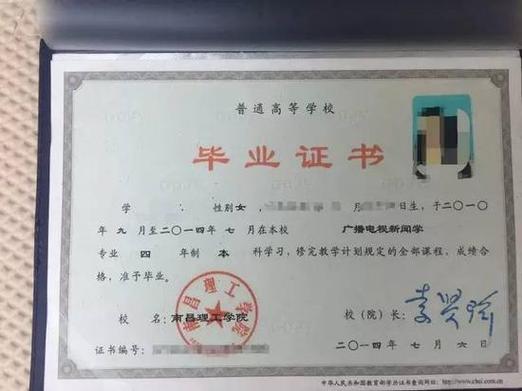 普通高等学校
毕业证书
学 性别 女 月 日生，于二〇一〇
年 九 月至二〇一四年 七 月在本校 广播电视新闻学
专业 四 年制 本 科学习，修完教学计划规定的全部课程，成绩合
格，准予毕业。
校 名：南昌理工学院 校（院）长：
证书编号： 二〇一四年 七 月 六 日
南昌理工学院
中华人民共和国教育部学历证书查询网址：http://www.chsi.com.cn